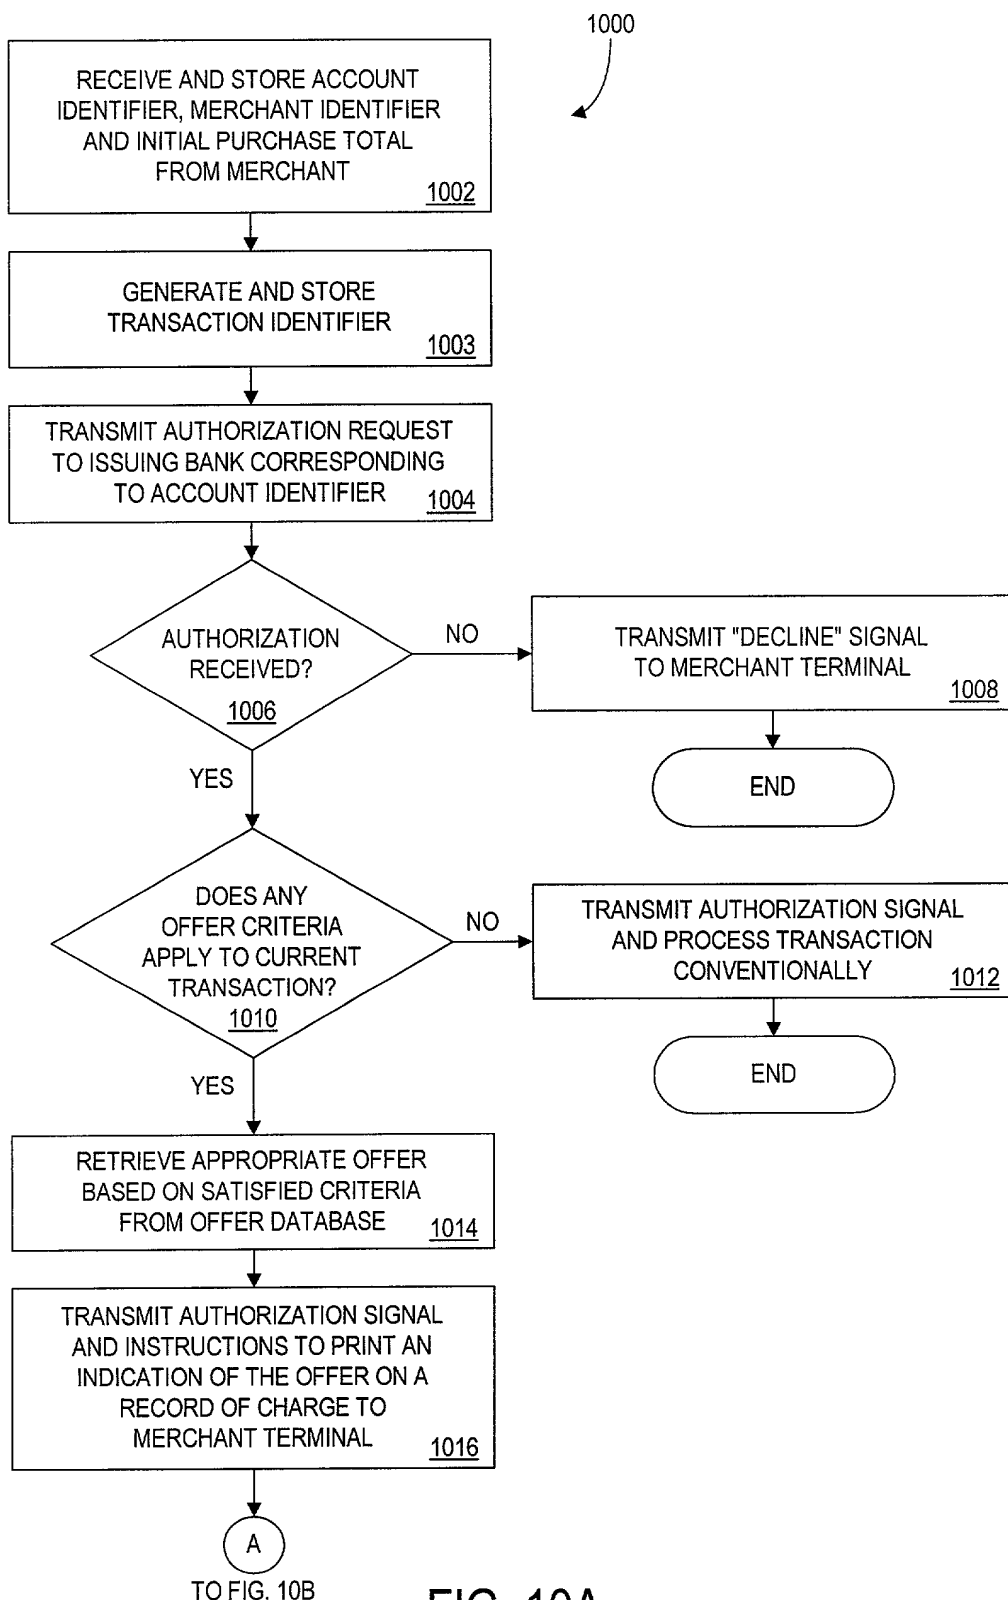 1000
RECEIVE AND STORE ACCOUNT
IDENTIFIER, MERCHANT IDENTIFIER
AND INITIAL PURCHASE TOTAL
FROM MERCHANT
1002
GENERATE AND STORE
TRANSACTION IDENTIFIER
1003
TRANSMIT AUTHORIZATION REQUEST
TO ISSUING BANK CORRESPONDING
TO ACCOUNT IDENTIFIER
1004
AUTHORIZATION
RECEIVED?
1006
NO
TRANSMIT "DECLINE" SIGNAL
TO MERCHANT TERMINAL
1008
END
YES
DOES ANY
OFFER CRITERIA
APPLY TO CURRENT
TRANSACTION?
1010
NO
TRANSMIT AUTHORIZATION SIGNAL
AND PROCESS TRANSACTION
CONVENTIONALLY
1012
END
YES
RETRIEVE APPROPRIATE OFFER
BASED ON SATISFIED CRITERIA
FROM OFFER DATABASE
1014
TRANSMIT AUTHORIZATION SIGNAL
AND INSTRUCTIONS TO PRINT AN
INDICATION OF THE OFFER ON A
RECORD OF CHARGE TO
MERCHANT TERMINAL
1016
A
TO FIG. 10B
FIG. 10A